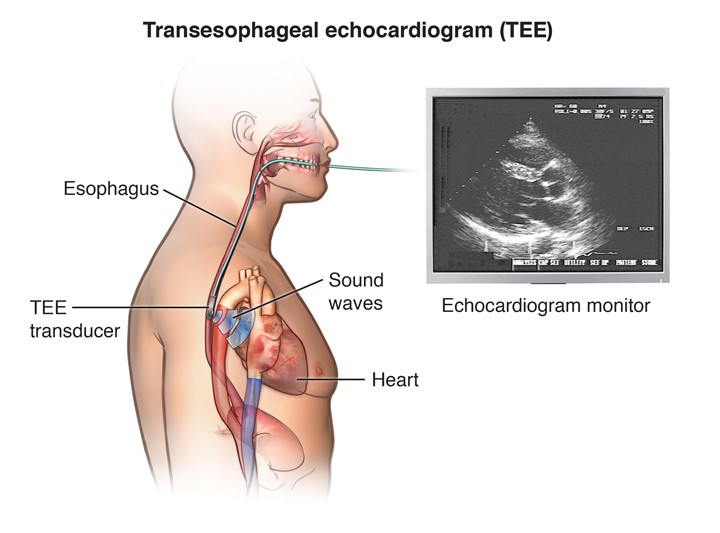 Transesophageal echocardiogram (TEE)
Esophagus
TEE
transducer
Sound
waves
Heart
Echocardiogram monitor